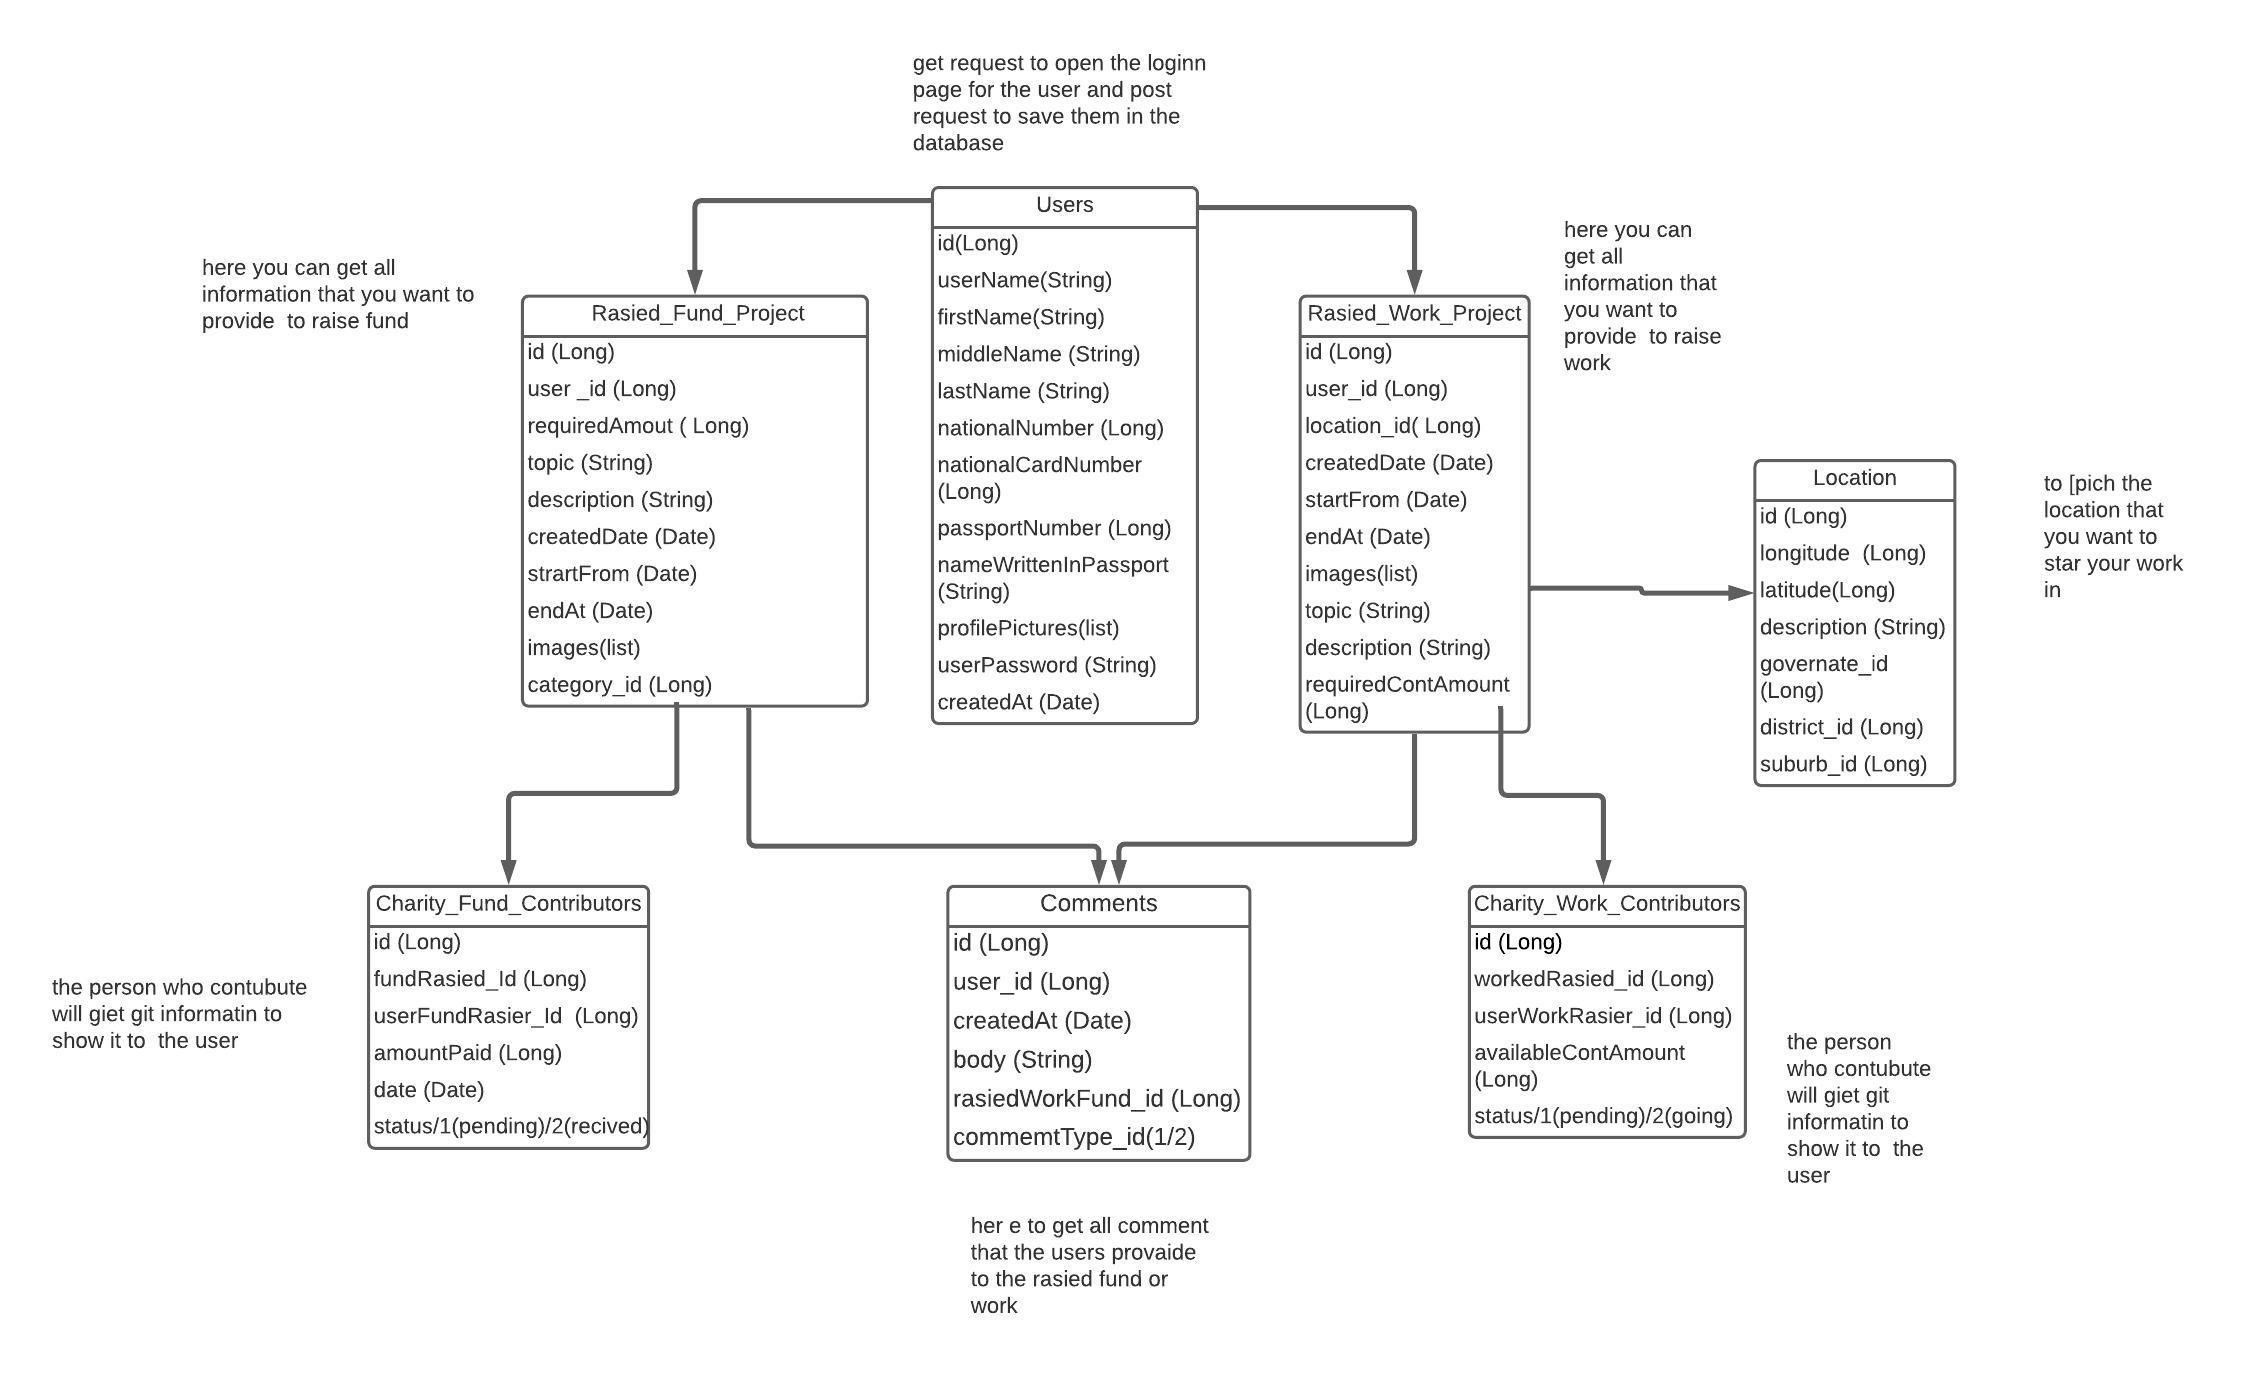 get request to open the loginn
page for the user and post
request to save them in the
database
Users
id(Long)
userName(String)
firstName(String)
middleName (String)
lastName (String)
nationalNumber (Long)
nationalCardNumber
(Long)
passportNumber (Long)
nameWrittenInPassport
(String)
profilePictures(list)
userPassword (String)
createdAt (Date)
here you can get all
information that you want to
provide  to raise fund
Rasied_Fund_Project
id (Long)
user _id (Long)
requiredAmout ( Long)
topic (String)
description (String)
createdDate (Date)
strartFrom (Date)
endAt (Date)
images(list)
category_id (Long)
Rasied_Work_Project
id (Long)
user_id (Long)
location_id( Long)
createdDate (Date)
startFrom (Date)
endAt (Date)
images(list)
topic (String)
description (String)
requiredContAmount
(Long)
here you can
get all
information that
you want to
provide  to raise
work
Location
id (Long)
longitude  (Long)
latitude(Long)
description (String)
governate_id
(Long)
district_id (Long)
suburb_id (Long)
to [pich the
location that
you want to
star your work
in
the person who contubute
will giet git informatin to
show it to  the user
Charity_Fund_Contributors
id (Long)
fundRasied_Id (Long)
userFundRasier_Id  (Long)
amountPaid (Long)
date (Date)
status/1(pending)/2(recived)
Comments
id (Long)
user_id (Long)
createdAt (Date)
body (String)
rasiedWorkFund_id (Long)
commemtType_id(1/2)
her e to get all comment
that the users provaide
to the rasied fund or
work
Charity_Work_Contributors
id (Long)
workedRasied_id (Long)
userWorkRasier_id (Long)
availableContAmount
(Long)
status/1(pending)/2(going)
the person
who contubute
will giet git
informatin to
show it to  the
user